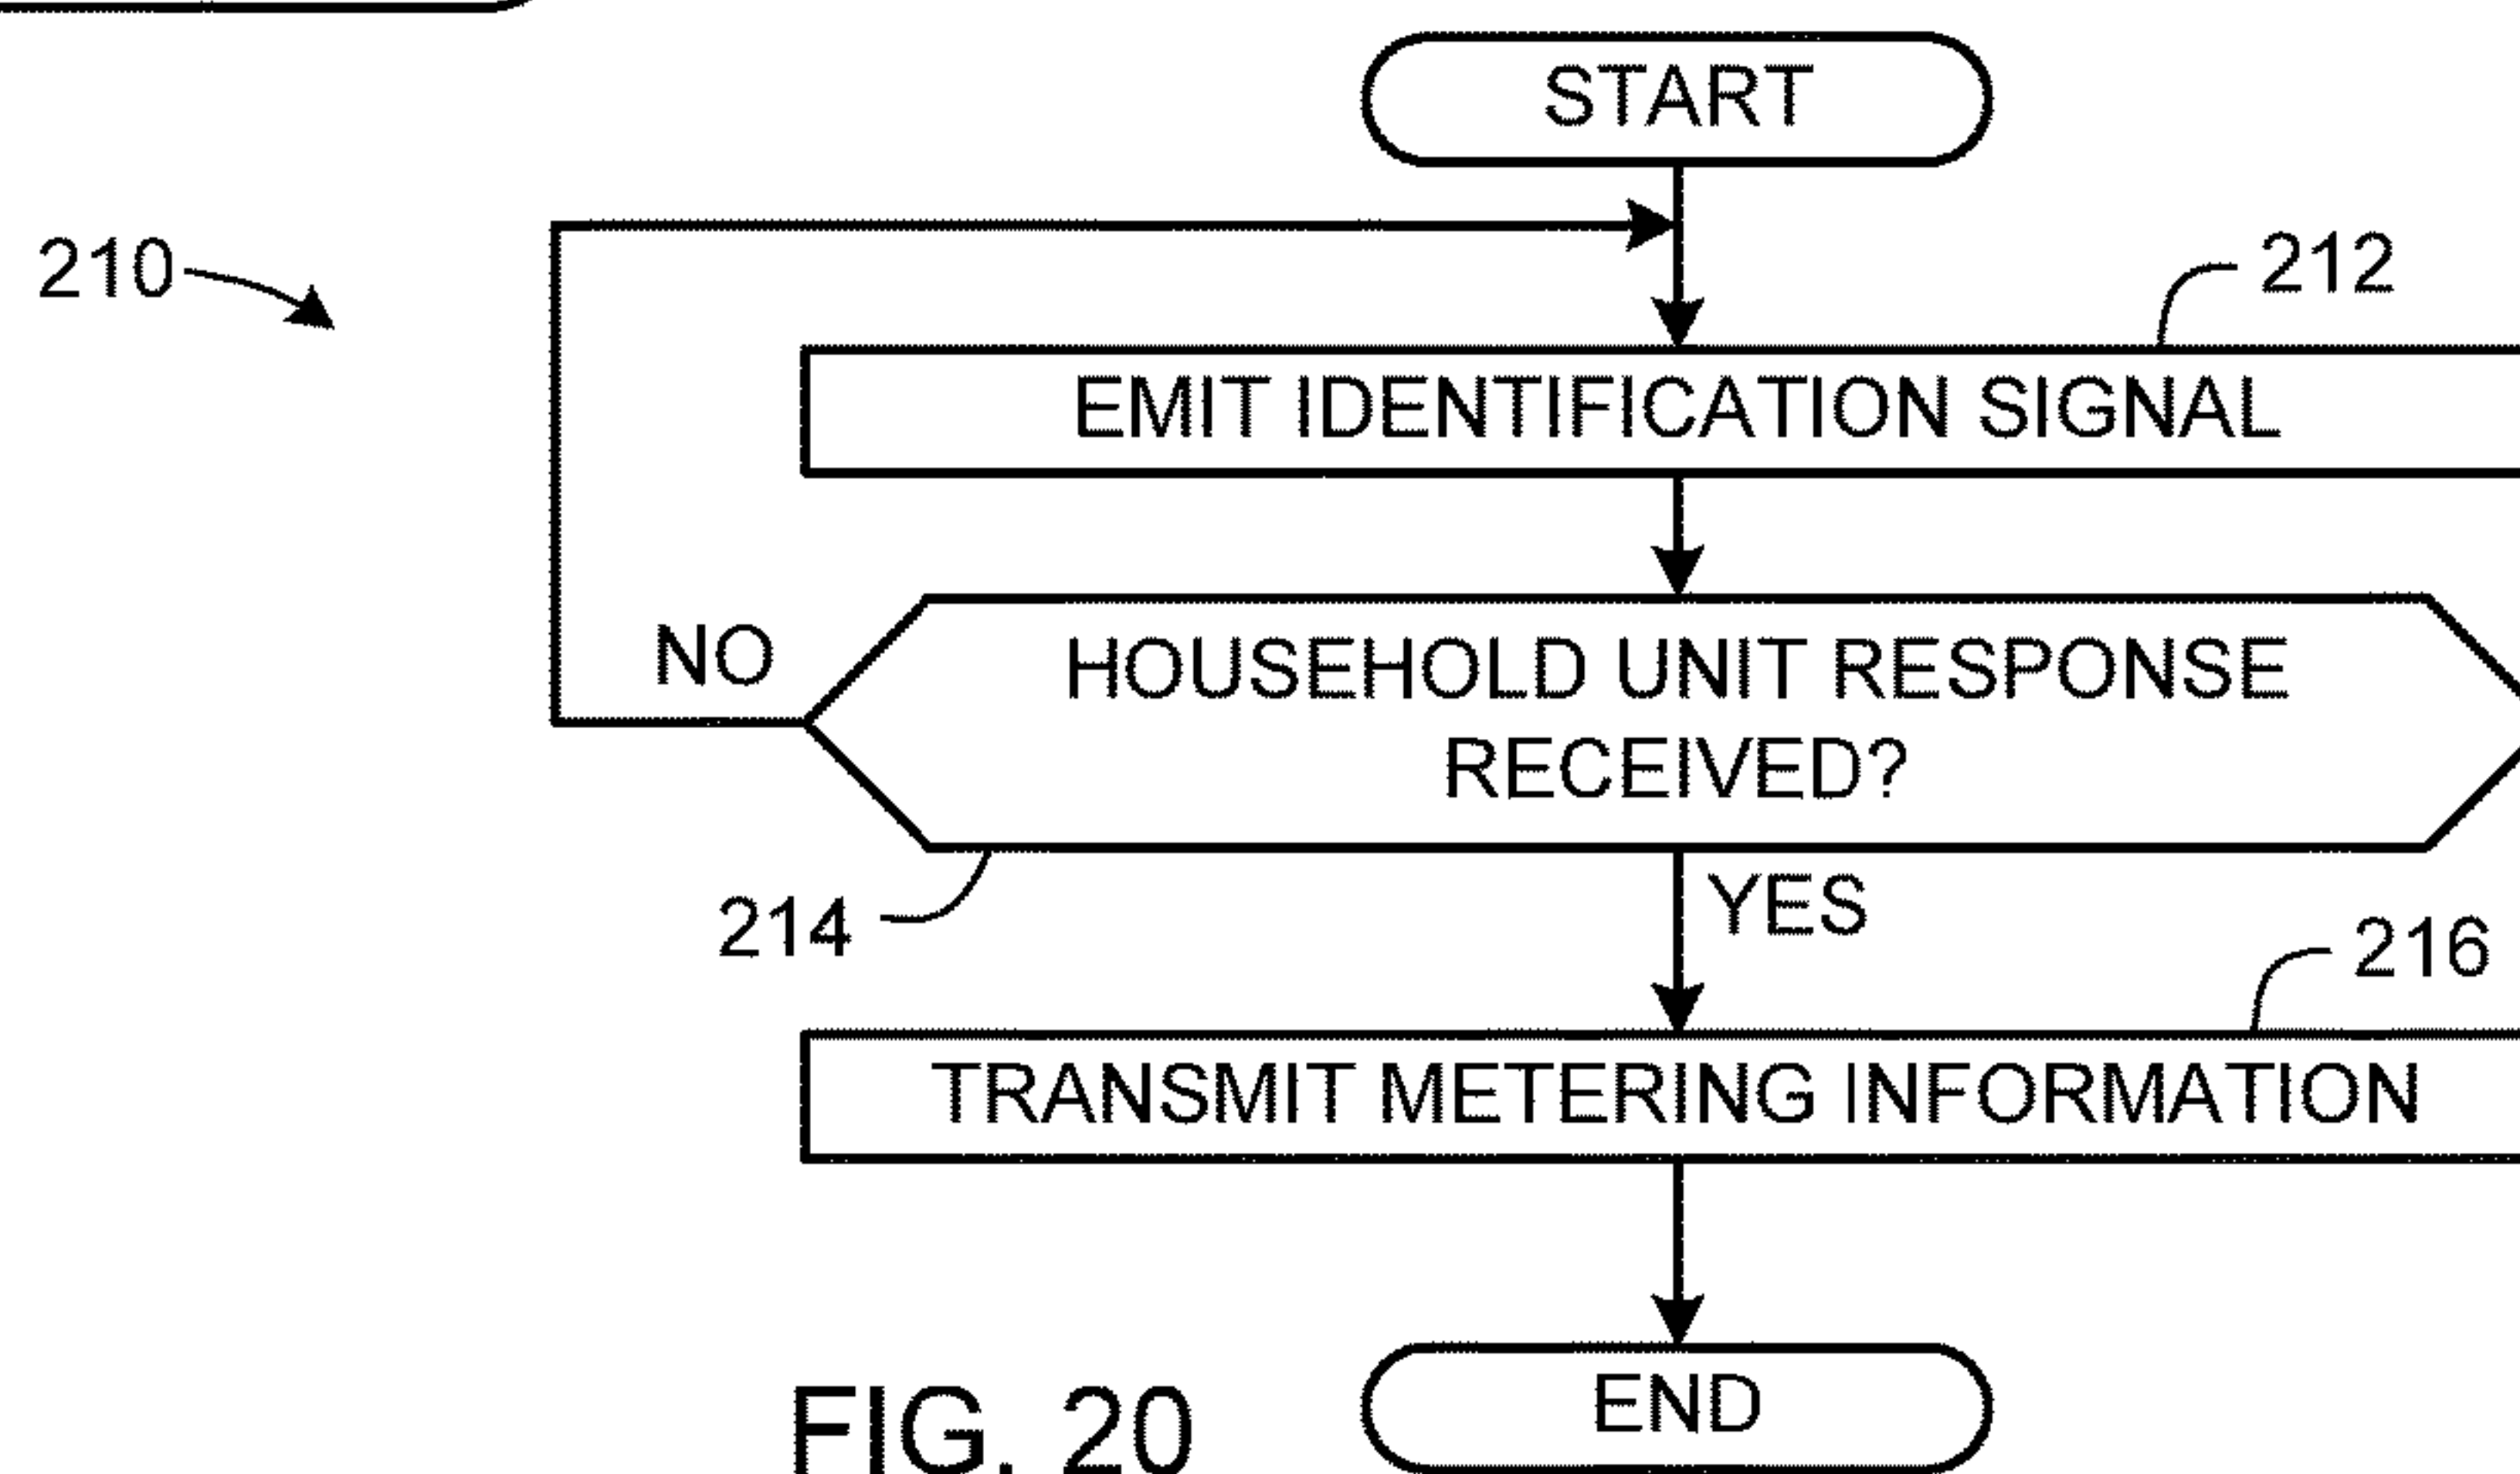 START
210
212
EMIT IDENTIFICATION SIGNAL
NO
HOUSEHOLD UNIT RESPONSE
RECEIVED?
214
YES
216
TRANSMIT METERING INFORMATION
END
FIG. 20